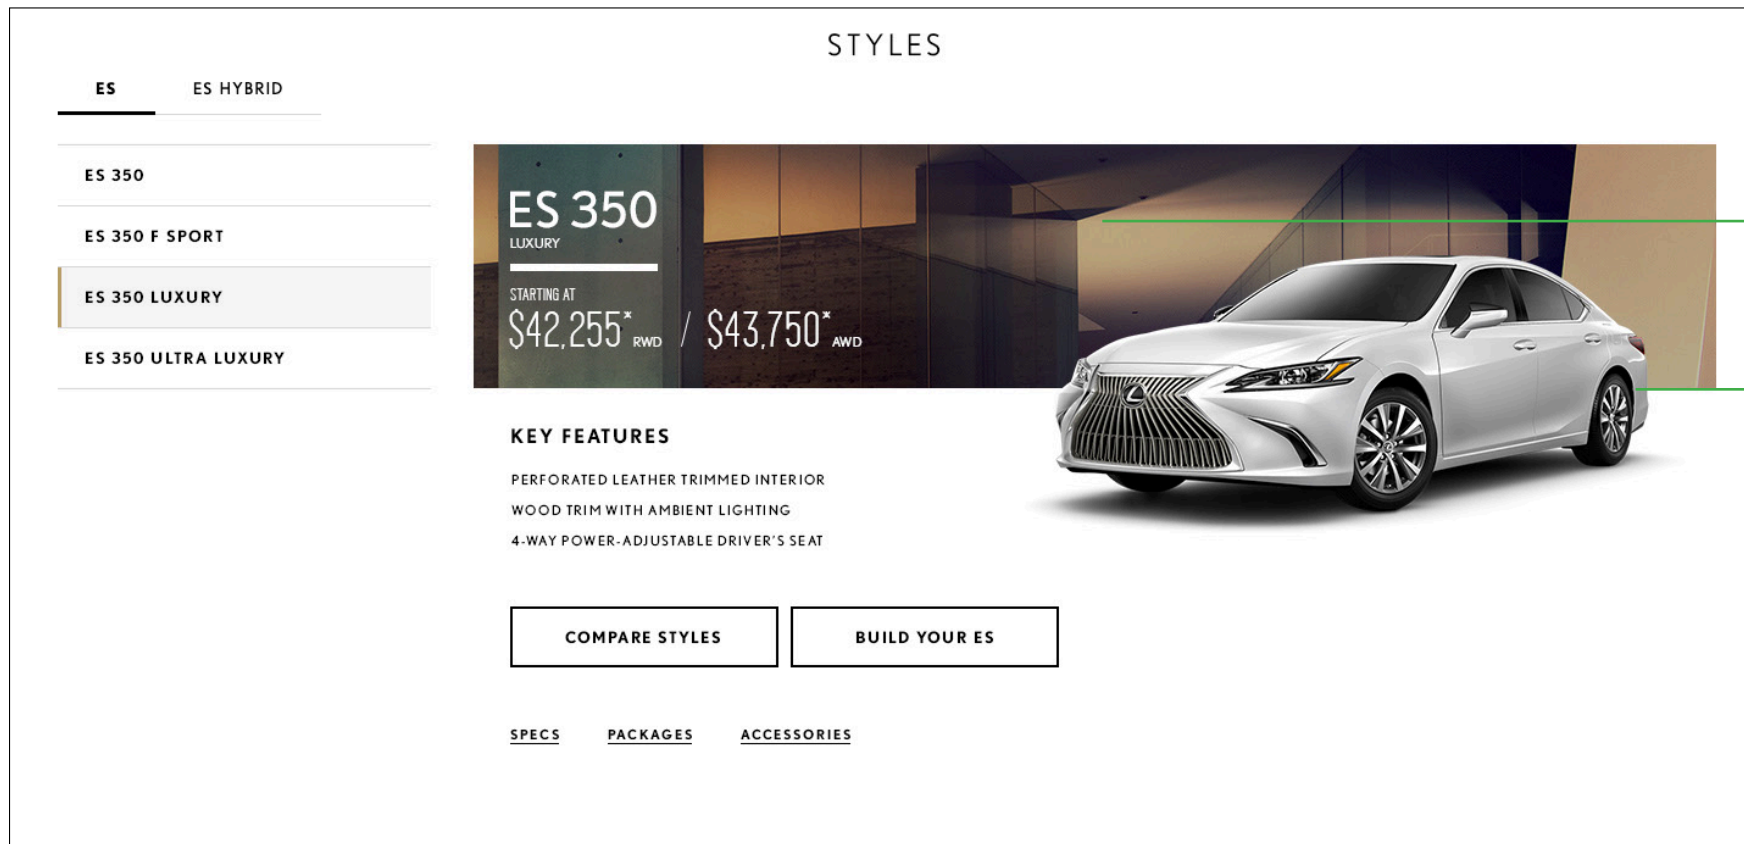 STYLES
ES
ES HYBRID
ES 350
ES 350 F SPORT
ES 350 LUXURY
ES 350 ULTRA LUXURY
ES 350
LUXURY
STARTING AT
$42,255* RWD / $43,750* AWD
KEY FEATURES
PERFORATED LEATHER TRIMMED INTERIOR
WOOD TRIM WITH AMBIENT LIGHTING
4-WAY POWER-ADJUSTABLE DRIVER'S SEAT
COMPARE STYLES
BUILD YOUR ES
SPECS
PACKAGES
ACCESSORIES